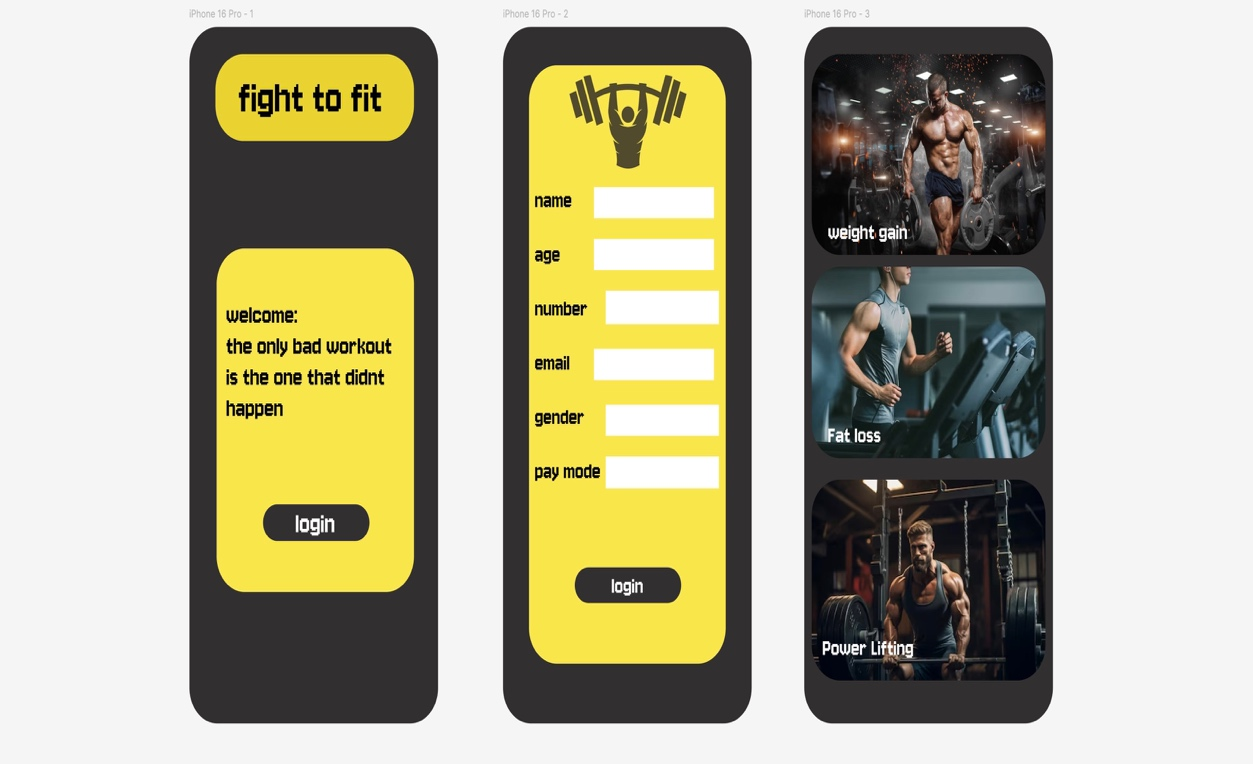 iPhone 16 Pro - 1
fight to fit
welcome:
the only bad workout
is the one that didnt
happen
login
iPhone 16 Pro - 2
name
age
number
email
gender
pay mode
login
iPhone 16 Pro - 3
weight gain
Fat loss
Power Lifting